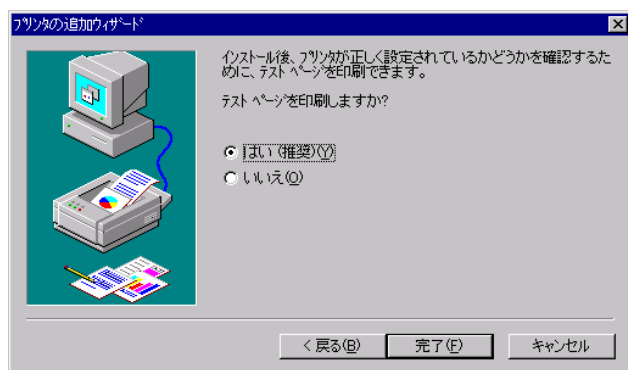 プリンタの追加ウィザード
インストール後、プリンタが正しく設定されているかどうかを確認するた
めに、テスト ページを印刷できます。
テスト ページを印刷しますか?
はい (推奨)(Y)
いいえ(O)
< 戻る(B)
完了(F)
キャンセル